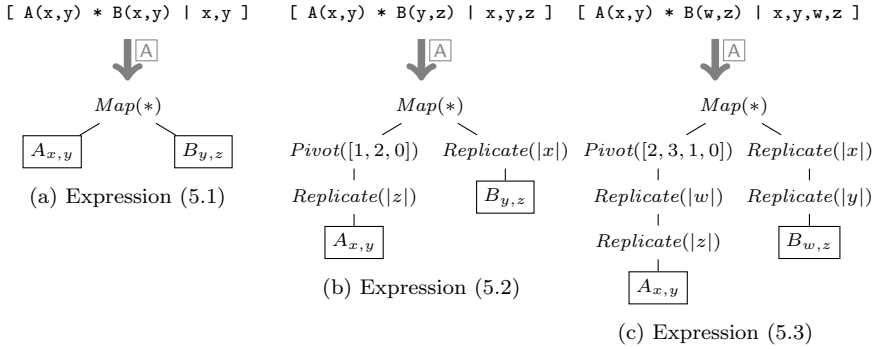 [ A(x,y) * B(x,y) | x,y ]
A
Map(*)
A_{x,y} B_{y,z}
(a) Expression (5.1)
[ A(x,y) * B(y,z) | x,y,z ]
A
Map(*)
Pivot([1, 2, 0]) Replicate(|x|)
Replicate(|z|) B_{y,z}
A_{x,y}
(b) Expression (5.2)
[ A(x,y) * B(w,z) | x,y,w,z ]
A
Map(*)
Pivot([2, 3, 1, 0]) Replicate(|x|)
Replicate(|w|) Replicate(|y|)
Replicate(|z|) B_{w,z}
A_{x,y}
(c) Expression (5.3)